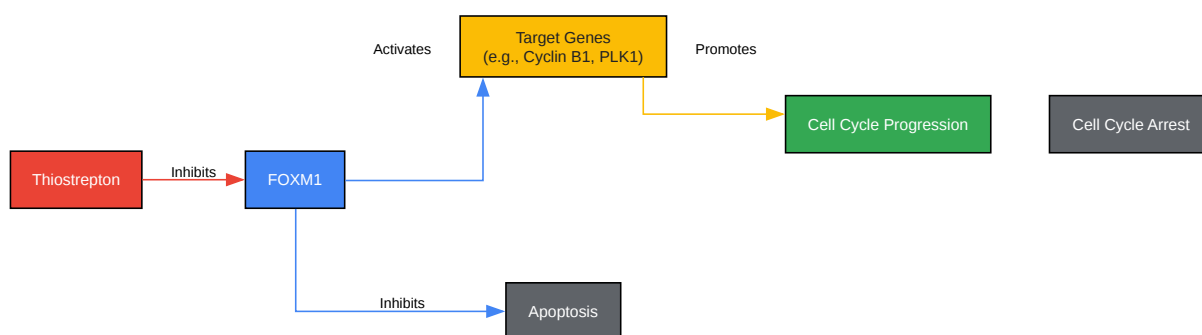 Target Genes
(e.g., Cyclin B1, PLK1)
Activates
Promotes
Cell Cycle Progression
Cell Cycle Arrest
Thiostrepton
Inhibits
FOXM1
Inhibits
Apoptosis